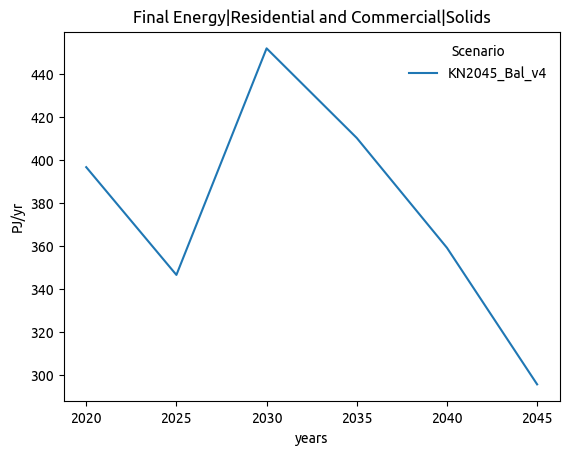 Final Energy|Residential and Commercial|Solids
Scenario
KN2045_Bal_v4
PJ/yr
440
420
400
380
360
340
320
300
2020 2025 2030 2035 2040 2045
years